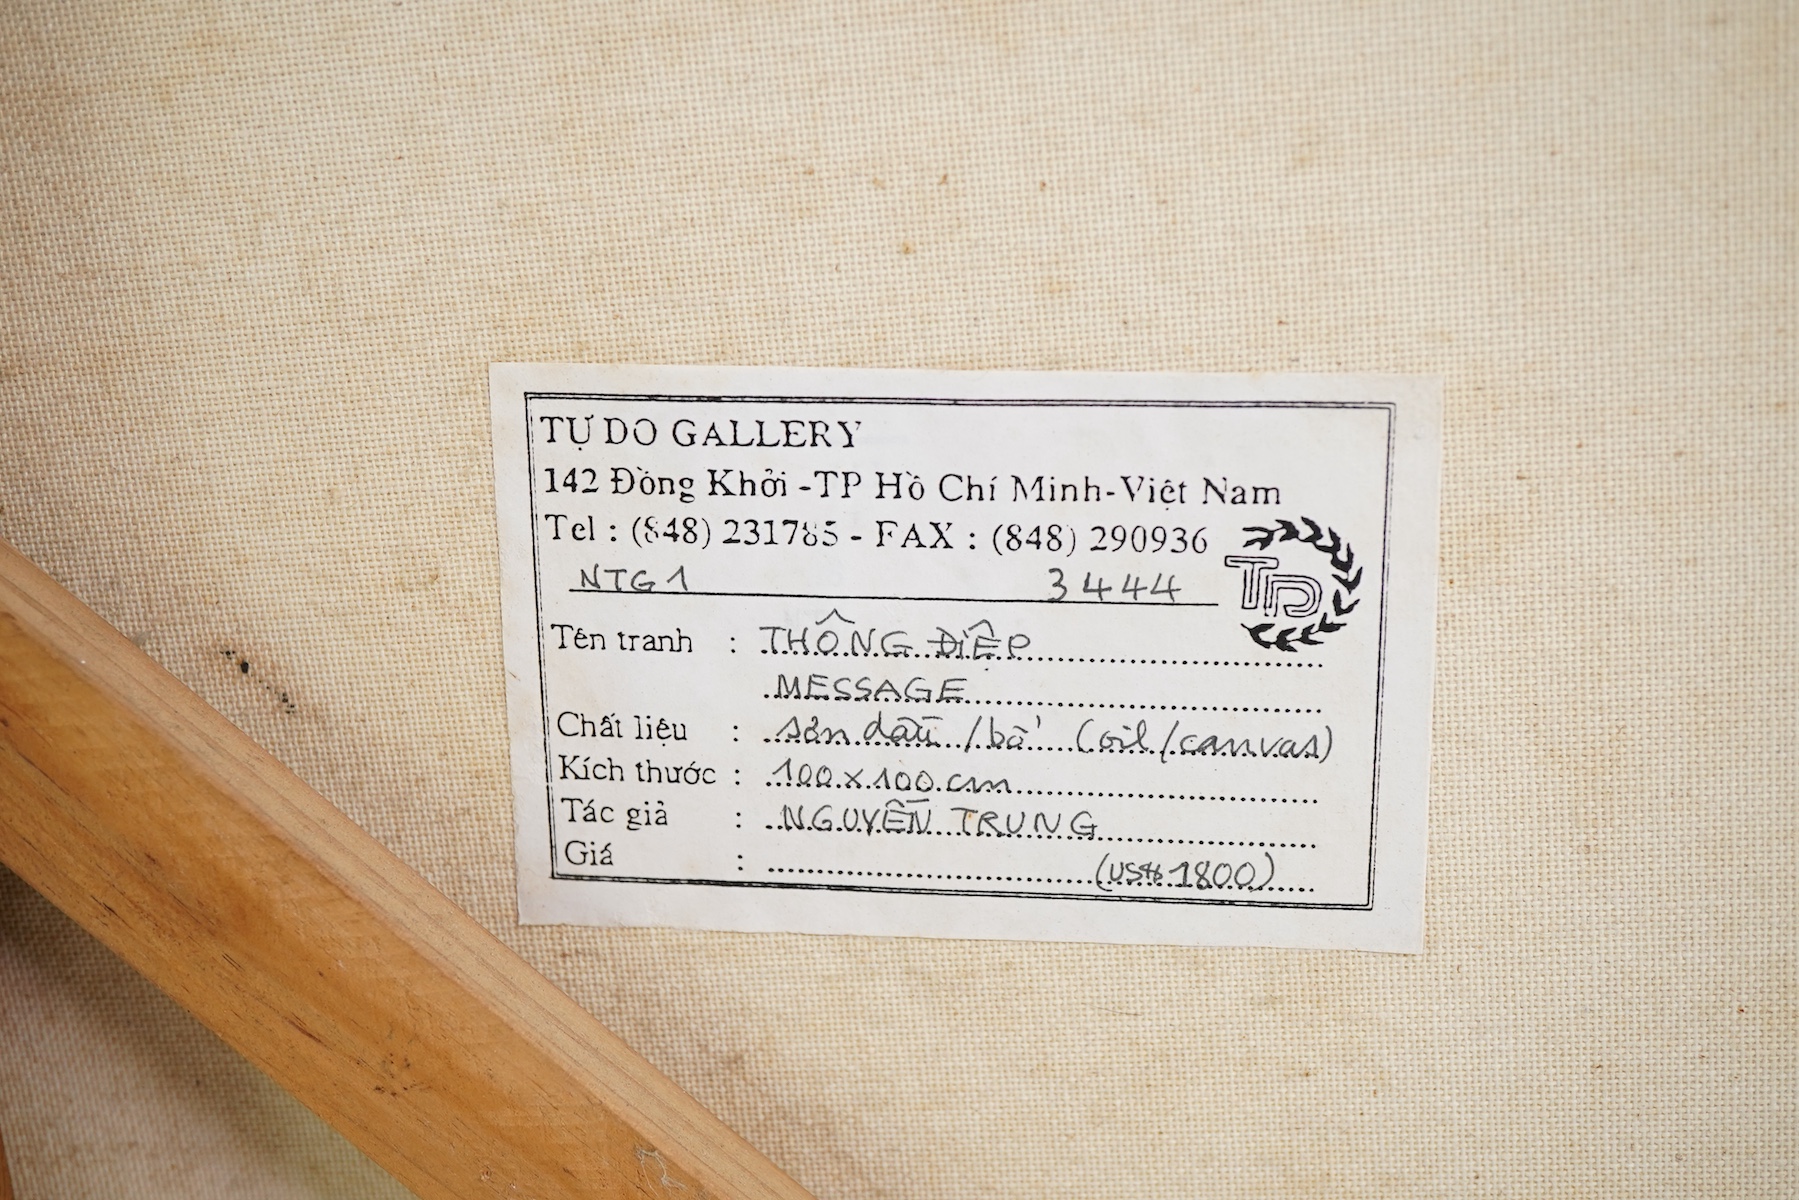 TỰ DO GALLERY
142 Đồng Khởi -TP Hồ Chí Minh-Việt Nam
Tel : (848) 231785 - FAX : (848) 290936
NTG1 3444
TD
Tên tranh : THÔNG ĐIỆP
MESSAGE
Chất liệu : sơn dầu /bố (oil/canvas)
Kích thước : 100 x 100 cm
Tác giả : NGUYỄN TRUNG
Giá : (US$ 1800)